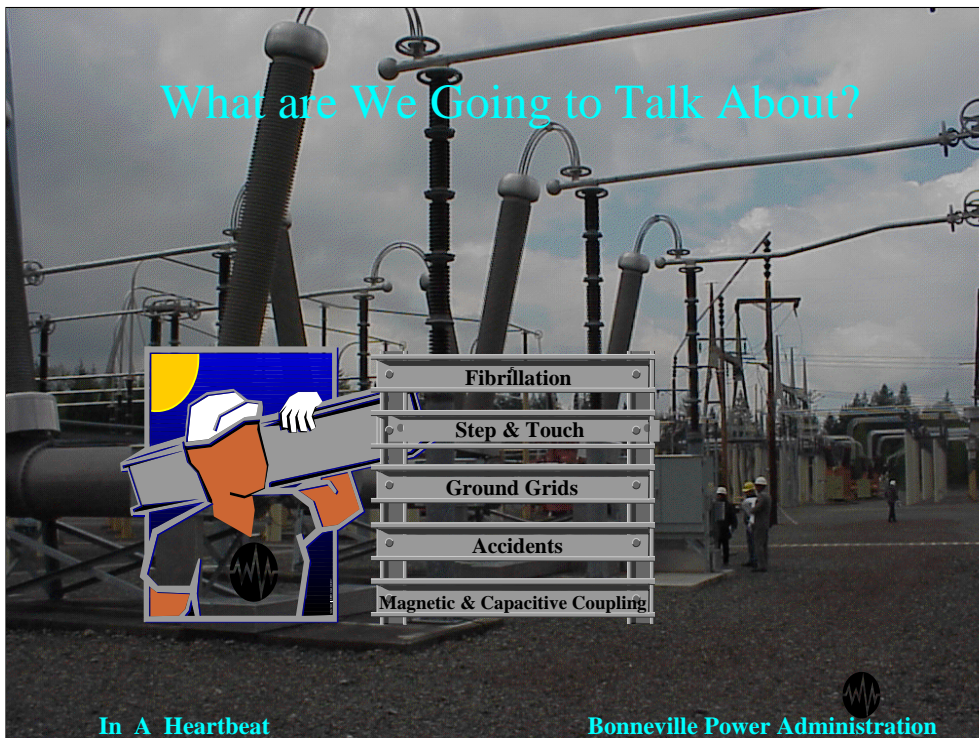 What are We Going to Talk About?
Fibrillation
Step & Touch
Ground Grids
Accidents
Magnetic & Capacitive Coupling
In A Heartbeat
Bonneville Power Administration